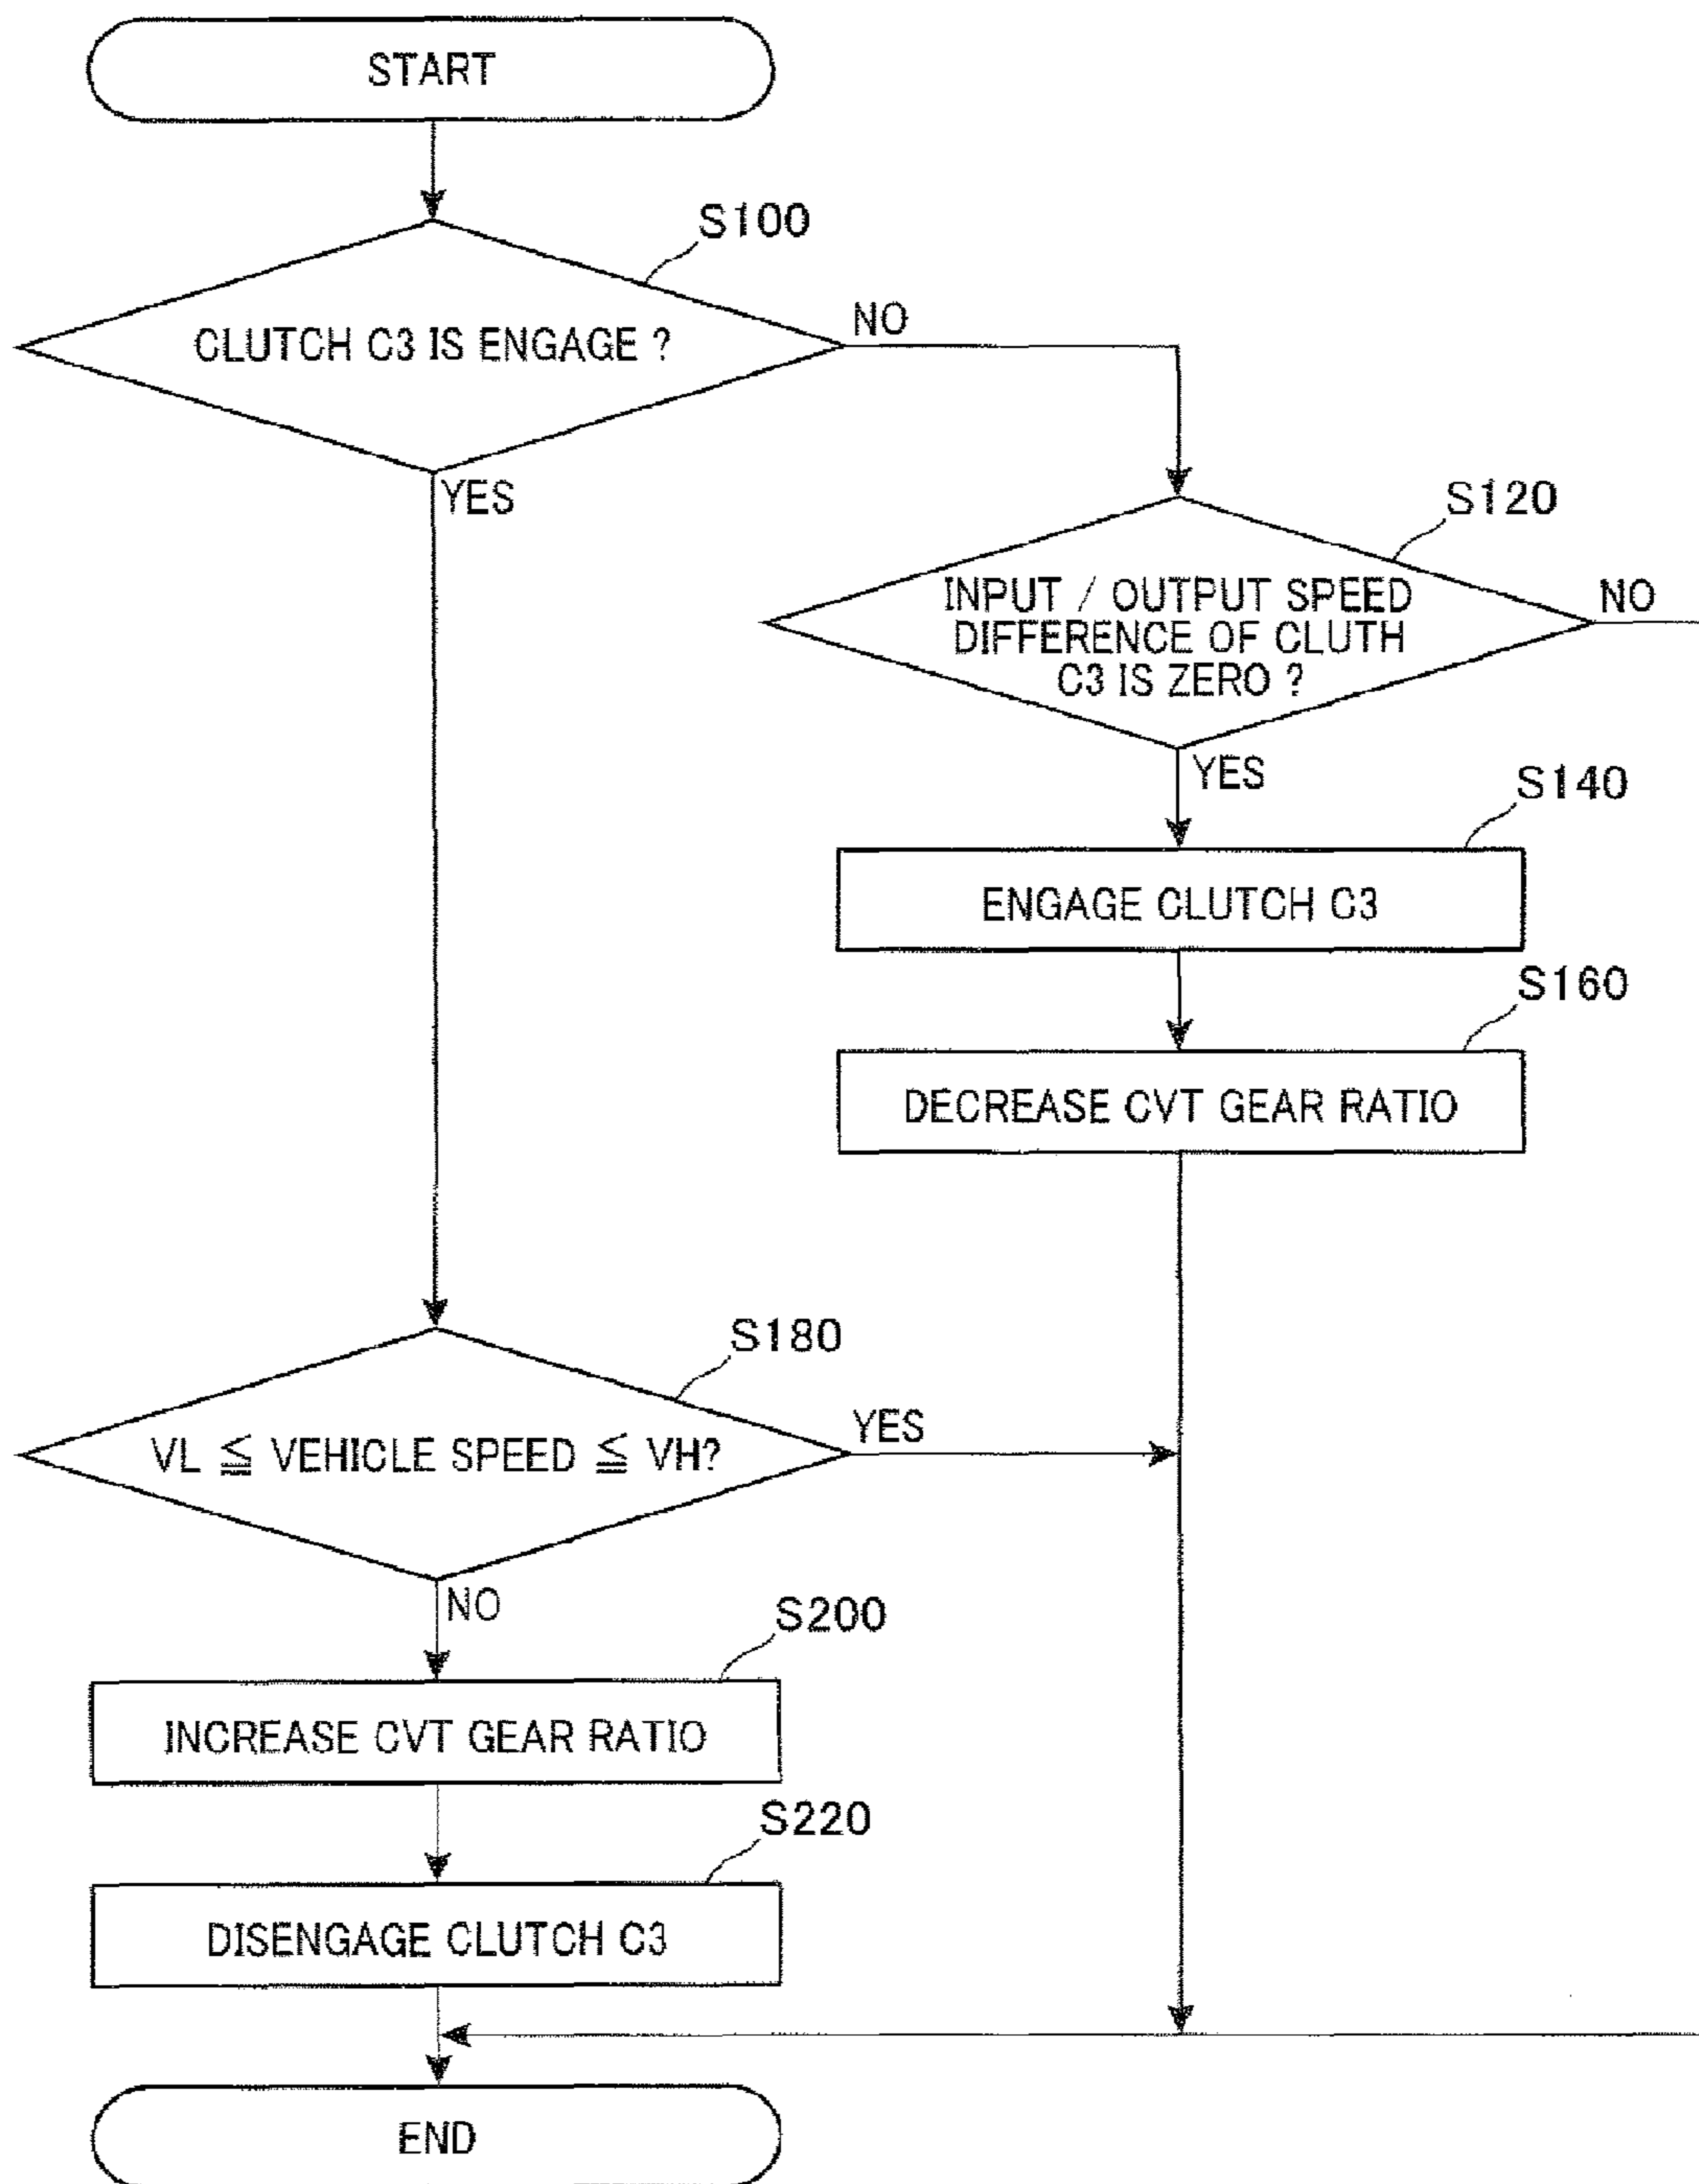 START
S100
CLUTCH C3 IS ENGAGE ?
NO
YES
S120
INPUT / OUTPUT SPEED
DIFFERENCE OF CLUTH
C3 IS ZERO ?
NO
YES
S140
ENGAGE CLUTCH C3
S160
DECREASE CVT GEAR RATIO
S180
VL ≦ VEHICLE SPEED ≦ VH?
YES
NO
S200
INCREASE CVT GEAR RATIO
S220
DISENGAGE CLUTCH C3
END